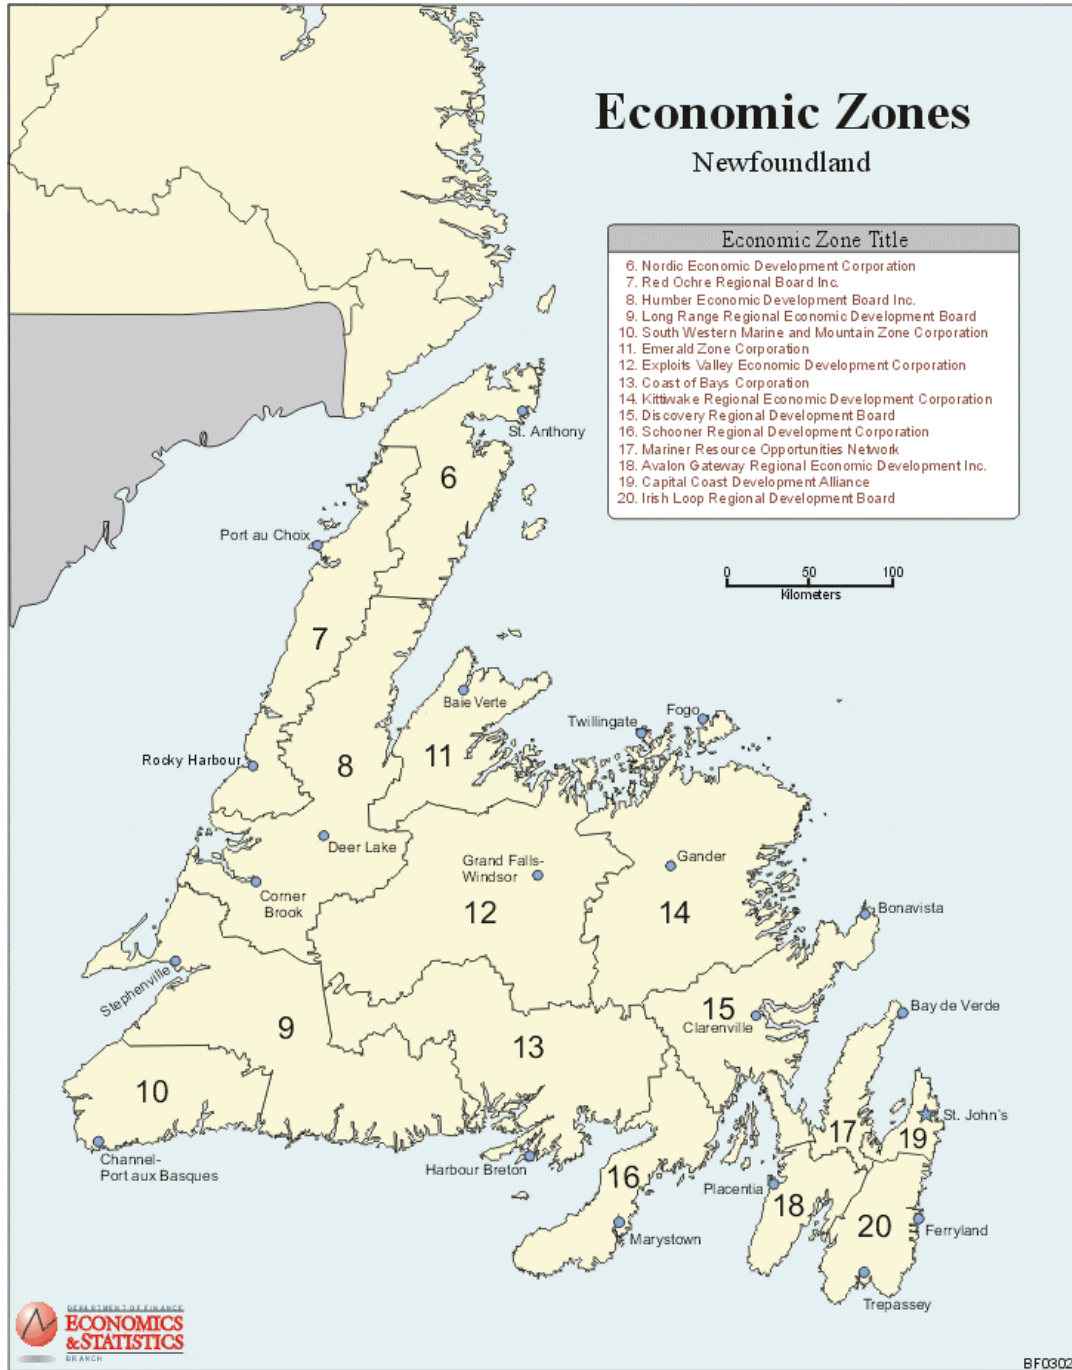 Economic Zones
Newfoundland
Economic Zone Title
6. Nordic Economic Development Corporation
7. Red Ochre Regional Board Inc.
8. Humber Economic Development Board Inc.
9. Long Range Regional Economic Development Board
10. South Western Marine and Mountain Zone Corporation
11. Emerald Zone Corporation
12. Exploits Valley Economic Development Corporation
13. Coast of Bays Corporation
14. Kittiwake Regional Economic Development Corporation
15. Discovery Regional Development Board
16. Schooner Regional Development Corporation
17. Mariner Resource Opportunities Network
18. Avalon Gateway Regional Economic Development Inc.
19. Capital Coast Development Alliance
20. Irish Loop Regional Development Board
0 50 100
Kilometers
St. Anthony
6
Port au Choix
7
Baie Verte
Fogo
Twillingate
Rocky Harbour
8
11
Deer Lake
Grand Falls-
Windsor
Gander
Corner
Brook
12
14
Bonavista
Stephenville
15
Bay de Verde
Clarenville
9
13
10
St. John's
17
19
Channel-
Port aux Basques
Harbour Breton
16
Placentia
18
20
Ferryland
Marystown
Trepassey
DEPARTMENT OF FINANCE
ECONOMICS
&STATISTICS
BRANCH
BF0302